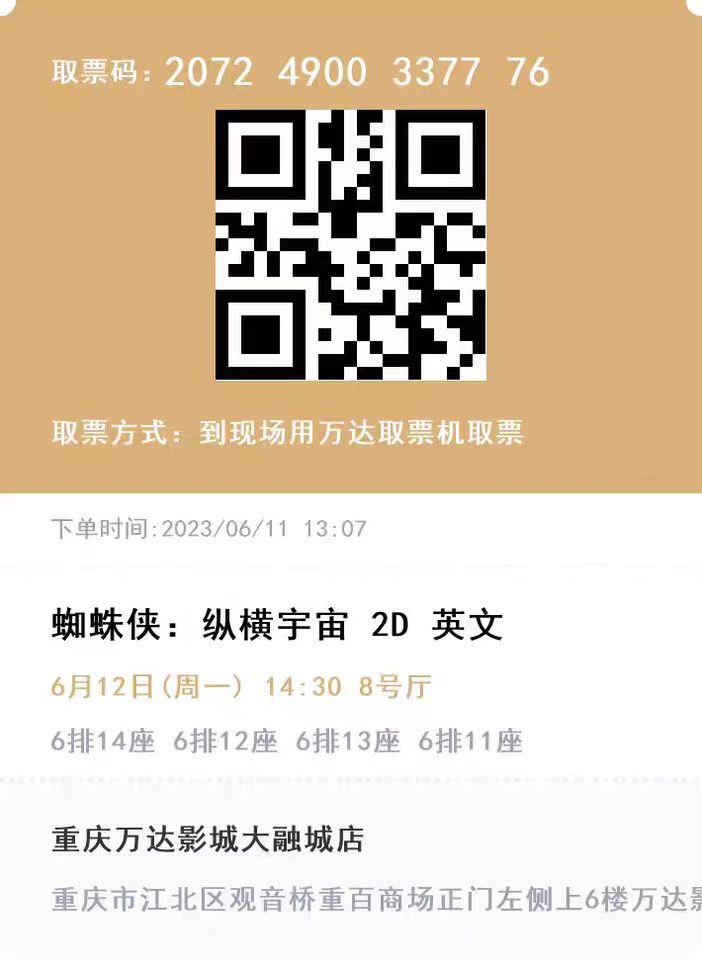 取票码：2072 4900 3377 76
取票方式：到现场用万达取票机取票
下单时间:2023/06/11 13:07
蜘蛛侠：纵横宇宙 2D 英文
6月12日(周一) 14:30 8号厅
6排14座 6排12座 6排13座 6排11座
重庆万达影城大融城店
重庆市江北区观音桥重百商场正门左侧上6楼万达影